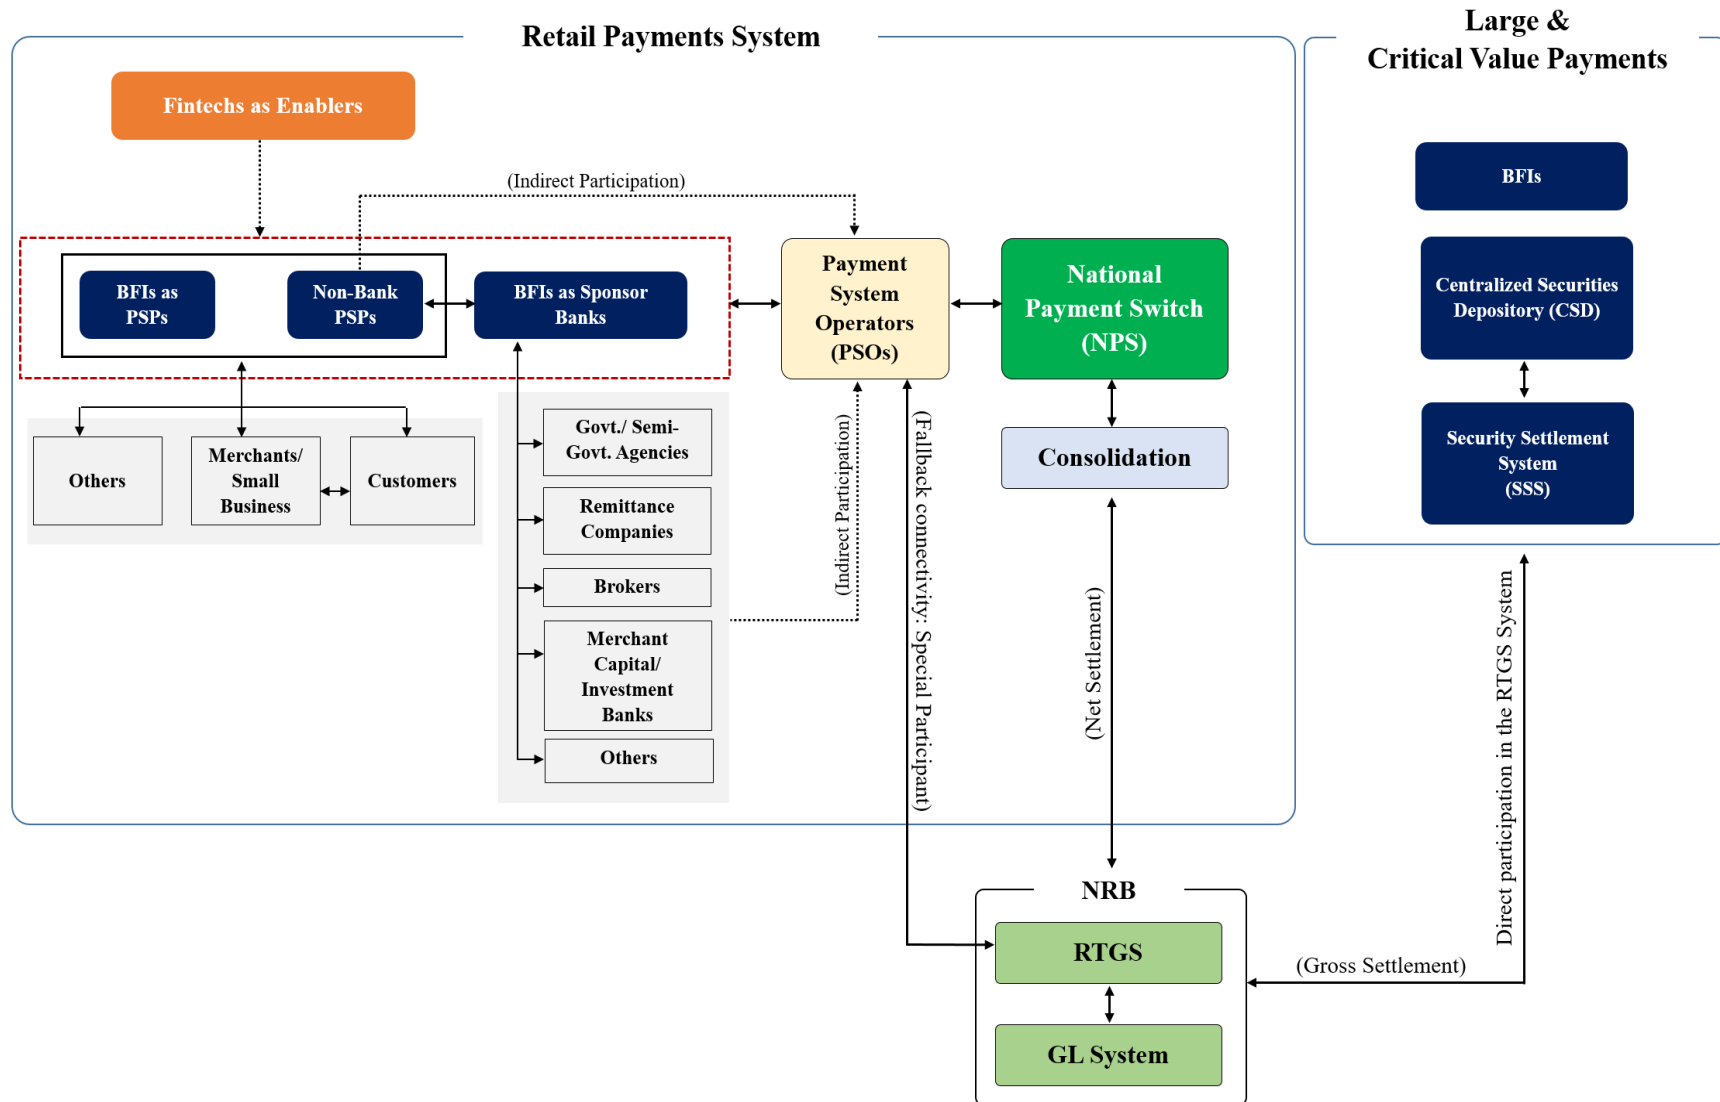 Retail Payments System
Large &
Critical Value Payments
Fintechs as Enablers
(Indirect Participation)
BFIs as
PSPs
Non-Bank
PSPs
BFIs as Sponsor
Banks
Payment
System
Operators
(PSOs)
National
Payment Switch
(NPS)
BFIs
Centralized Securities
Depository (CSD)
Security Settlement
System
(SSS)
Others
Merchants/
Small
Business
Customers
Govt./ Semi-
Govt. Agencies
Remittance
Companies
Brokers
Merchant
Capital/
Investment
Banks
Others
(Indirect Participation)
(Fallback connectivity: Special Participant)
Consolidation
(Net Settlement)
Direct participation in the RTGS System
NRB
RTGS
GL System
(Gross Settlement)